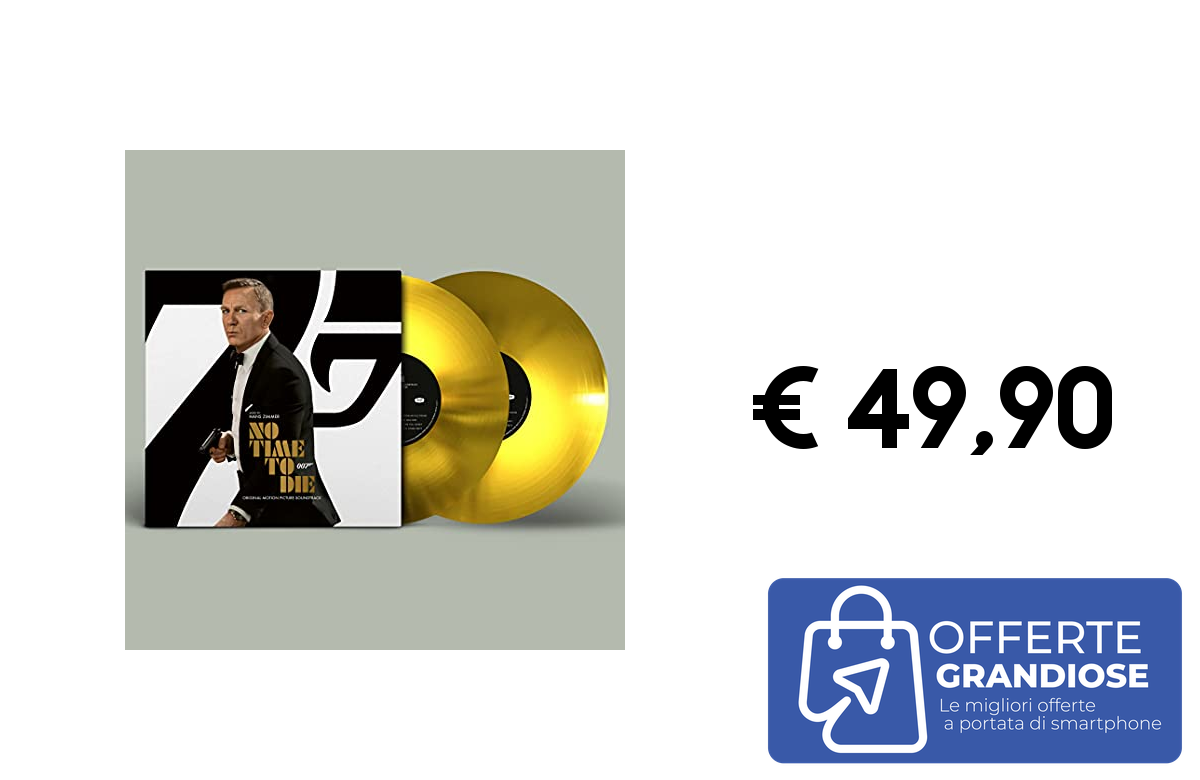 MUSIC BY
HANS ZIMMER
NO
TIME
TO
007
DIE
ORIGINAL MOTION PICTURE SOUNDTRACK
€ 49,90
OFFERTE
GRANDIOSE
Le migliori offerte
a portata di smartphone